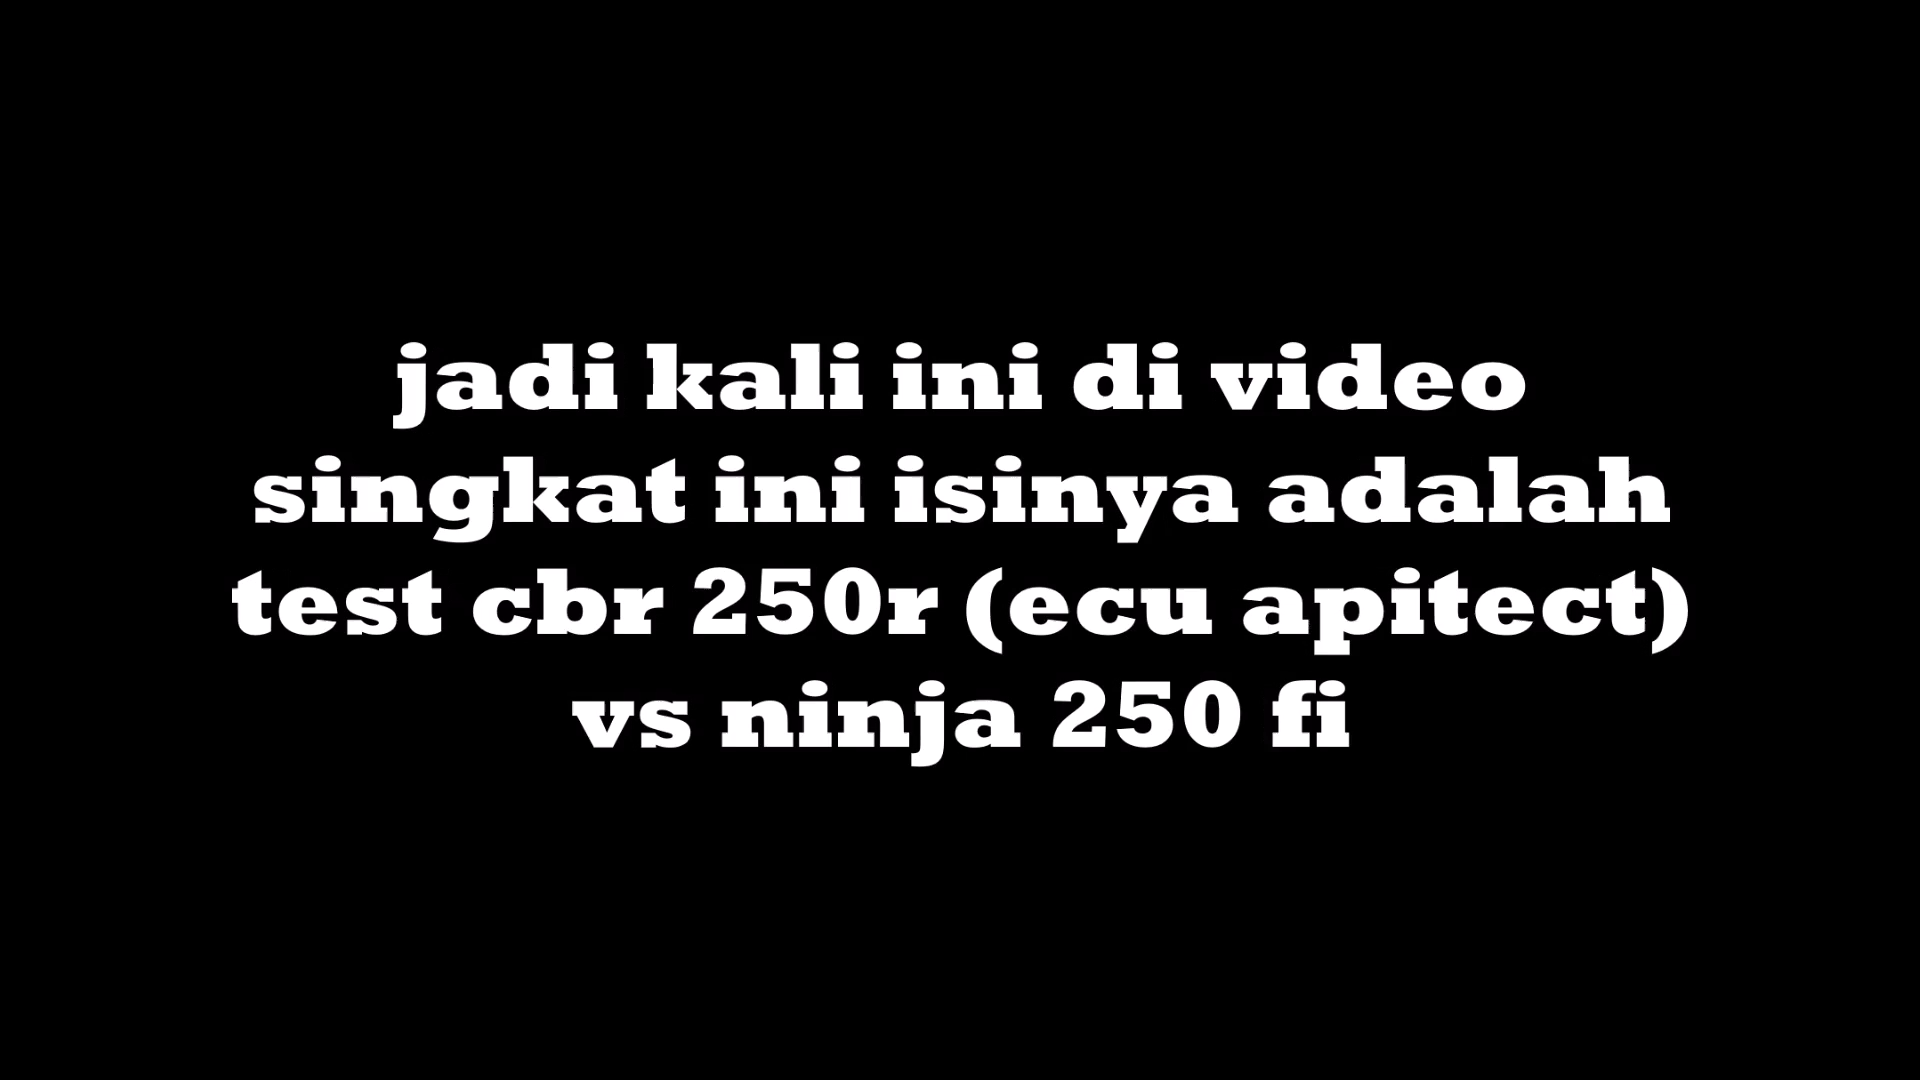 jadi kali ini di video
singkat ini isinya adalah
test cbr 250r (ecu apitect)
vs ninja 250 fi